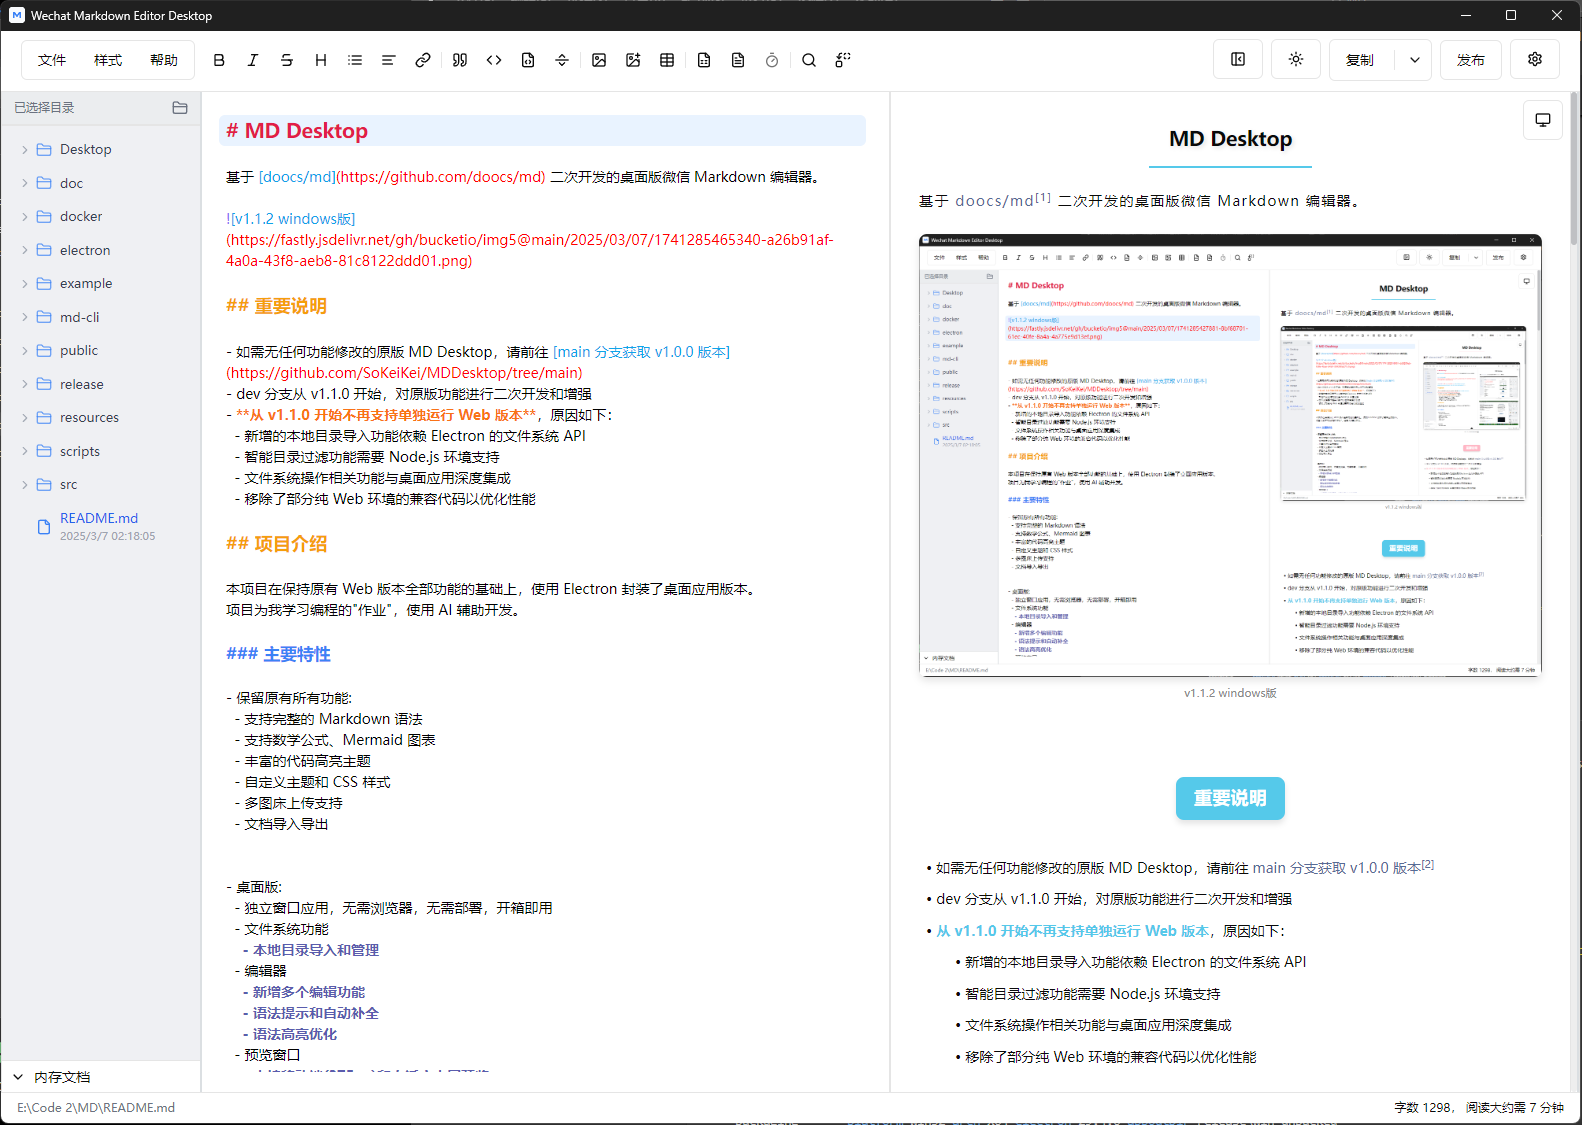 Wechat Markdown Editor Desktop
文件 样式 帮助
复制
发布
已选择目录
Desktop
doc
docker
electron
example
md-cli
public
release
resources
scripts
src
README.md
2025/3/7 02:18:05
内存文档
# MD Desktop
基于 [doocs/md](https://github.com/doocs/md) 二次开发的桌面版微信 Markdown 编辑器。
![v1.1.2 windows版]
(https://fastly.jsdelivr.net/gh/bucketio/img5@main/2025/03/07/1741285465340-a26b91af-
4a0a-43f8-aeb8-81c8122ddd01.png)
## 重要说明
- 如需无任何功能修改的原版 MD Desktop，请前往 [main 分支获取 v1.0.0 版本]
(https://github.com/SoKeiKei/MDDesktop/tree/main)
- dev 分支从 v1.1.0 开始，对原版功能进行二次开发和增强
- **从 v1.1.0 开始不再支持单独运行 Web 版本**，原因如下：
- 新增的本地目录导入功能依赖 Electron 的文件系统 API
- 智能目录过滤功能需要 Node.js 环境支持
- 文件系统操作相关功能与桌面应用深度集成
- 移除了部分纯 Web 环境的兼容代码以优化性能
## 项目介绍
本项目在保持原有 Web 版本全部功能的基础上，使用 Electron 封装了桌面应用版本。
项目为我学习编程的"作业"，使用 AI 辅助开发。
### 主要特性
- 保留原有所有功能:
- 支持完整的 Markdown 语法
- 支持数学公式、Mermaid 图表
- 丰富的代码高亮主题
- 自定义主题和 CSS 样式
- 多图床上传支持
- 文档导入导出
- 桌面版:
- 独立窗口应用，无需浏览器，无需部署，开箱即用
- 文件系统功能
- 本地目录导入和管理
- 编辑器
- 新增多个编辑功能
- 语法提示和自动补全
- 语法高亮优化
- 预览窗口
MD Desktop
基于 doocs/md[1] 二次开发的桌面版微信 Markdown 编辑器。
v1.1.2 windows版
重要说明
• 如需无任何功能修改的原版 MD Desktop，请前往 main 分支获取 v1.0.0 版本[2]
• dev 分支从 v1.1.0 开始，对原版功能进行二次开发和增强
• 从 v1.1.0 开始不再支持单独运行 Web 版本，原因如下：
• 新增的本地目录导入功能依赖 Electron 的文件系统 API
• 智能目录过滤功能需要 Node.js 环境支持
• 文件系统操作相关功能与桌面应用深度集成
• 移除了部分纯 Web 环境的兼容代码以优化性能
E:\Code 2\MD\README.md
字数 1298， 阅读大约需 7 分钟